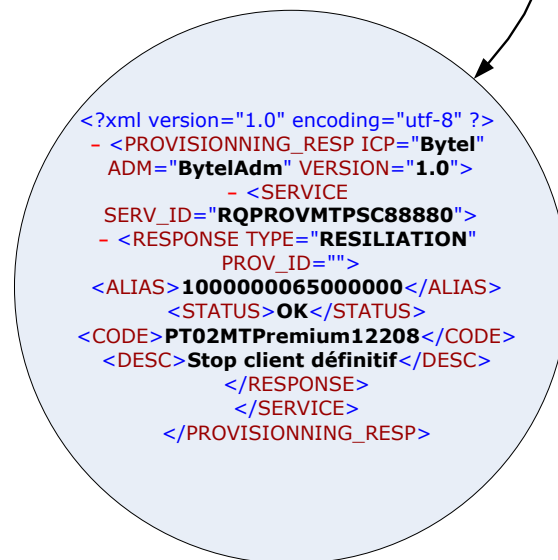 <?xml version="1.0" encoding="utf-8" ?>
– <PROVISIONNING_RESP ICP="Bytel"
ADM="BytelAdm" VERSION="1.0">
– <SERVICE
SERV_ID="RQPROVMTPSC88880">
– <RESPONSE TYPE="RESILIATION"
PROV_ID="">
<ALIAS>1000000065000000</ALIAS>
<STATUS>OK</STATUS>
<CODE>PT02MTPremium12208</CODE>
<DESC>Stop client définitif</DESC>
</RESPONSE>
</SERVICE>
</PROVISIONNING_RESP>